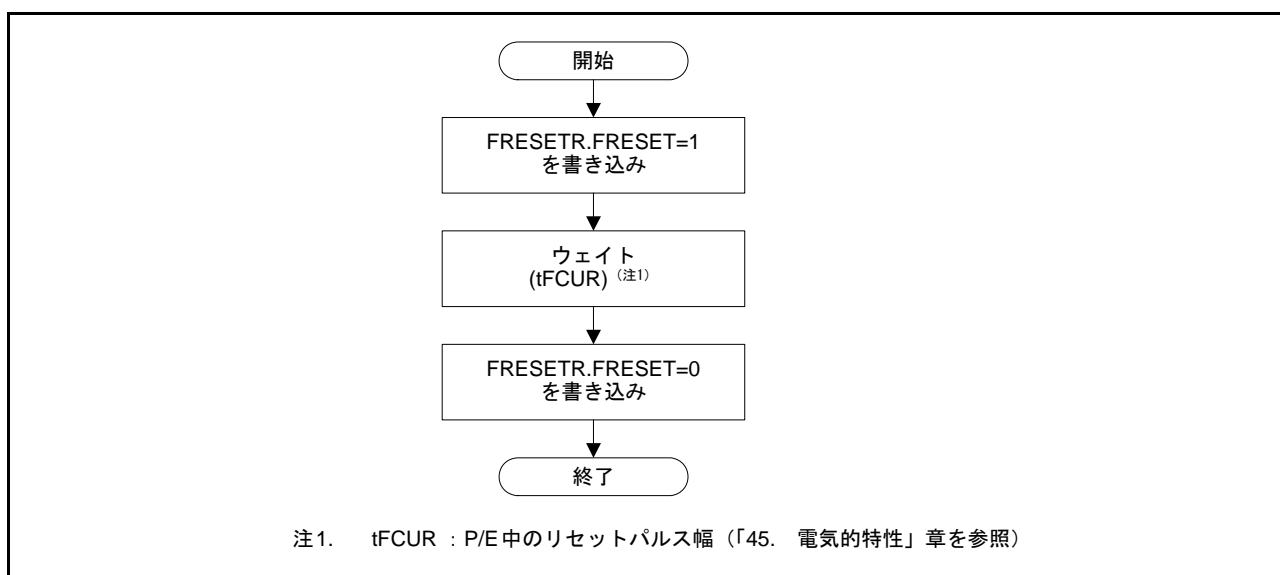 開始
FRESETR.FRESET=1
を書き込み
ウェイト
(tFCUR)（注1）
FRESETR.FRESET=0
を書き込み
終了
注1. tFCUR ：P/E中のリセットパルス幅（「45. 電気的特性」章を参照）